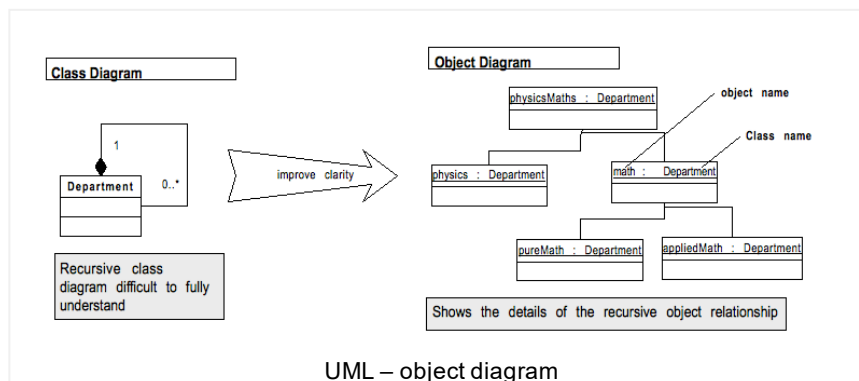 Class Diagram
1
0..*
Department
Recursive class
diagram difficult to fully
understand
improve clarity
Object Diagram
physicsMaths : Department
object name
Class name
physics : Department
math : Department
pureMath : Department
appliedMath : Department
Shows the details of the recursive object relationship
UML – object diagram